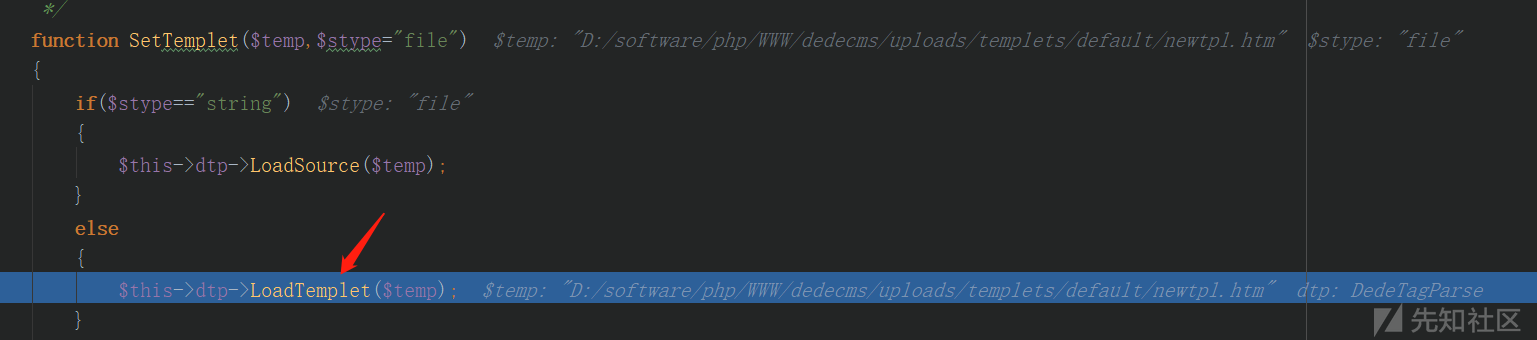 */
function SetTemplet($temp,$stype="file")  $temp: "D:/software/php/WWW/dedecms/uploads/templets/default/newtpl.htm"  $stype: "file"
{
if($stype=="string")  $stype: "file"
{
$this->dtp->LoadSource($temp);
}
else
{
$this->dtp->LoadTemplet($temp);  $temp: "D:/software/php/WWW/dedecms/uploads/templets/default/newtpl.htm"  dtp: DedeTagParse
}
先知社区